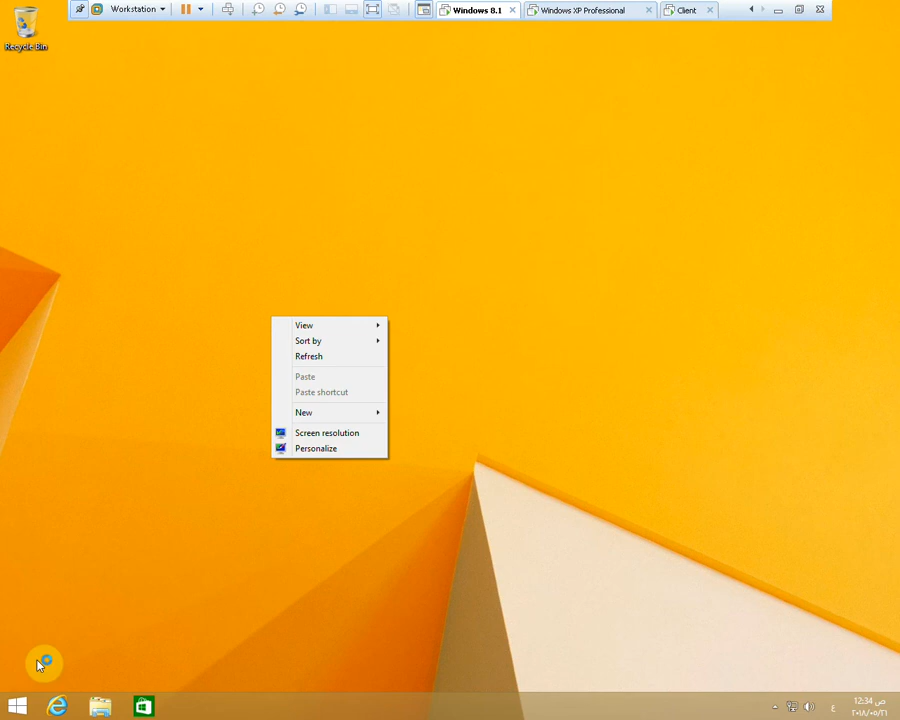 Workstation
Windows 8.1
Windows XP Professional
Client
Recycle Bin
View
Sort by
Refresh
Paste
Paste shortcut
New
Screen resolution
Personalize
ع
12:34 ص
٢٠١٨/٠٥/٢٦